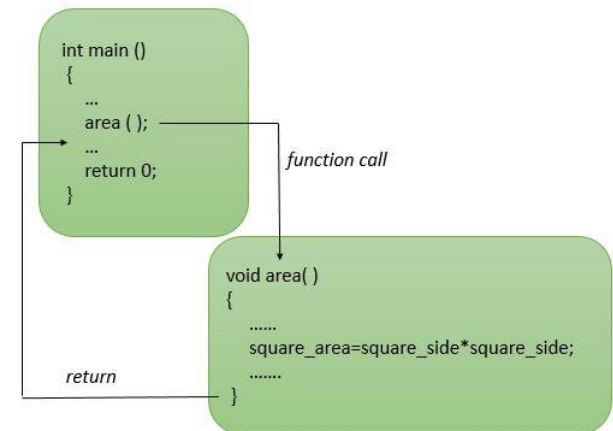 int main ()
{
...
area ( );
...
return 0;
}
function call
void area( )
{
......
square_area=square_side*square_side;
.......
}
return